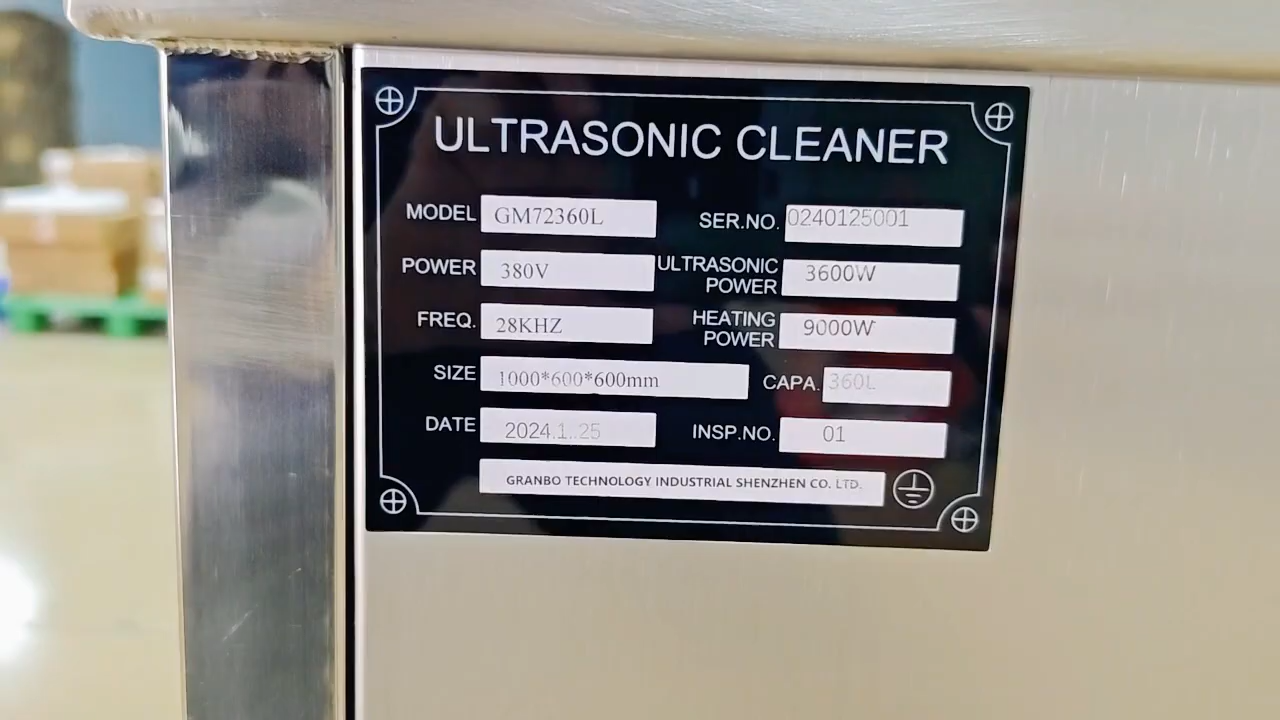 ULTRASONIC CLEANER
MODEL GM72360L SER.NO. 0240125001
POWER 380V ULTRASONIC POWER 3600W
FREQ. 28KHZ HEATING POWER 9000W
SIZE 1000*600*600mm CAPA. 360L
DATE 2024.1..25 INSP.NO. 01
GRANBO TECHNOLOGY INDUSTRIAL SHENZHEN CO. LTD.